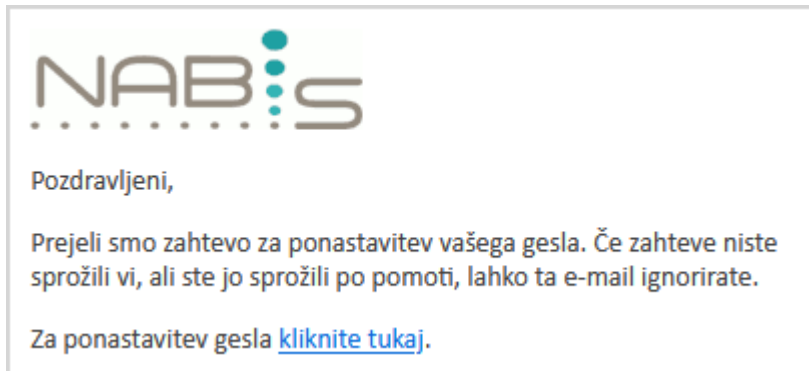 NABiS
Pozdravljeni,
Prejeli smo zahtevo za ponastavitev vašega gesla. Če zahteve niste
sprožili vi, ali ste jo sprožili po pomoti, lahko ta e-mail ignorirate.
Za ponastavitev gesla kliknite tukaj.